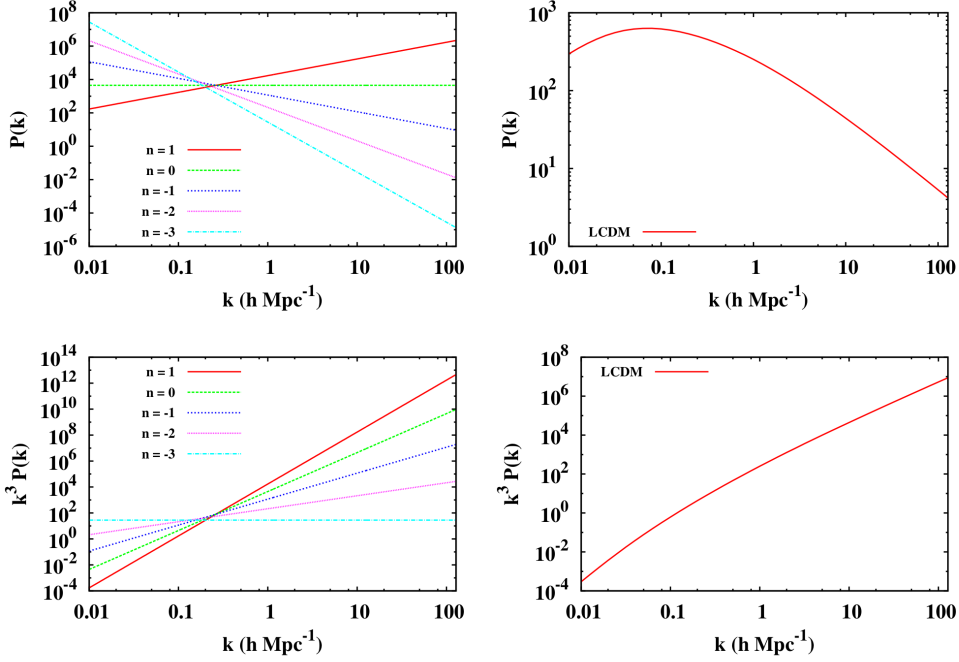 10^8
10^6
10^4
10^2
10^0
10^-2
10^-4
10^-6
P(k)
n = 1
n = 0
n = -1
n = -2
n = -3
0.01 0.1 1 10 100
k (h Mpc^-1)
10^3
10^2
10^1
10^0
P(k)
LCDM
0.01 0.1 1 10 100
k (h Mpc^-1)
10^14
10^12
10^10
10^8
10^6
10^4
10^2
10^0
10^-2
10^-4
k^3 P(k)
n = 1
n = 0
n = -1
n = -2
n = -3
0.01 0.1 1 10 100
k (h Mpc^-1)
10^8
10^6
10^4
10^2
10^0
10^-2
10^-4
k^3 P(k)
LCDM
0.01 0.1 1 10 100
k (h Mpc^-1)